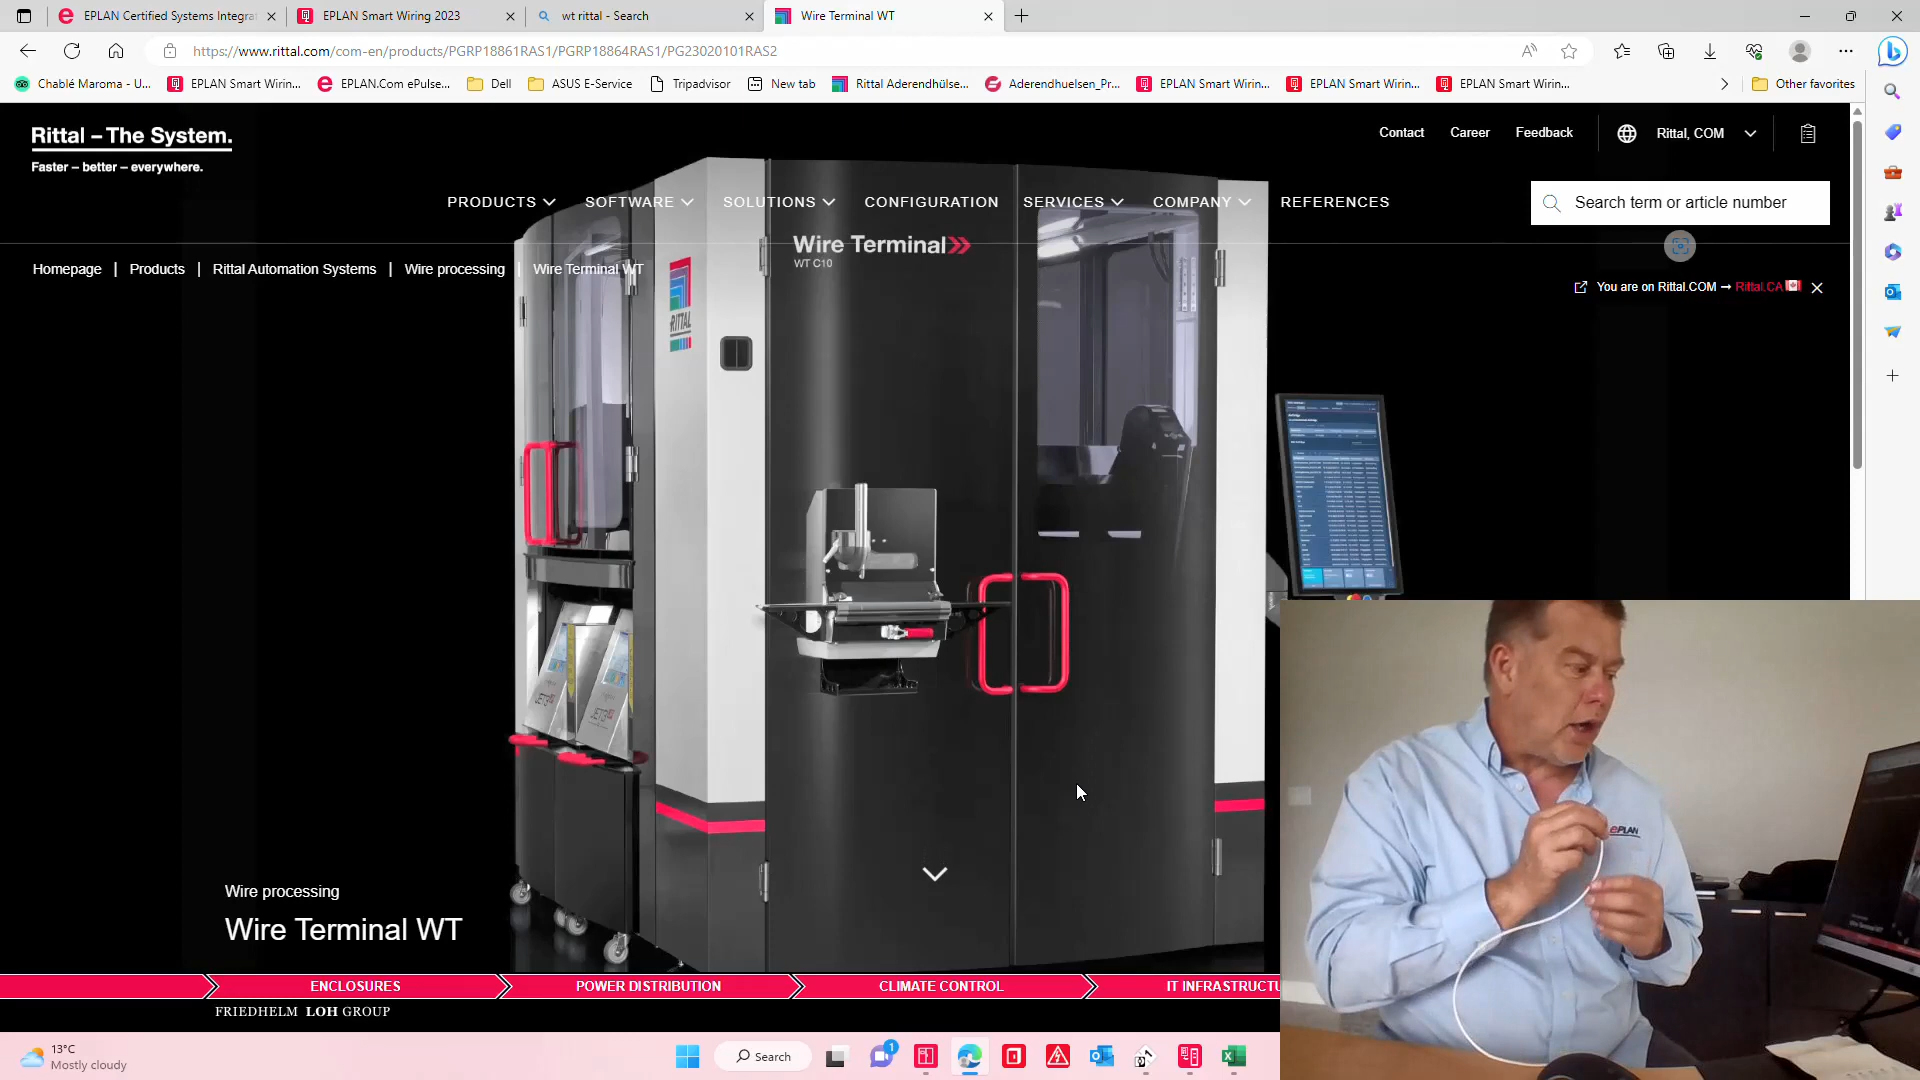 EPLAN Certified Systems Integra
EPLAN Smart Wiring 2023
wt rittal - Search
Wire Terminal WT
https://www.rittal.com/com-en/products/PGRP18861RAS1/PGRP18864RAS1/PG23020101RAS2
Chablé Maroma - U...
EPLAN Smart Wirin...
EPLAN.Com ePulse...
Dell
ASUS E-Service
Tripadvisor
New tab
Rittal Aderendhülse...
Aderendhuelsen_Pr...
EPLAN Smart Wirin...
EPLAN Smart Wirin...
EPLAN Smart Wirin...
Other favorites
Rittal – The System.
Faster – better – everywhere.
Contact
Career
Feedback
Rittal, COM
PRODUCTS
SOFTWARE
SOLUTIONS
CONFIGURATION
SERVICES
COMPANY
REFERENCES
Search term or article number
Wire Terminal
WT C10
Homepage | Products | Rittal Automation Systems | Wire processing | Wire Terminal WT
You are on Rittal.COM → Rittal.CA
RITTAL
Wire processing
Wire Terminal WT
ePLAN
ENCLOSURES
POWER DISTRIBUTION
CLIMATE CONTROL
IT INFRASTRUCTU
FRIEDHELM LOH GROUP
13°C
Mostly cloudy
Search
1